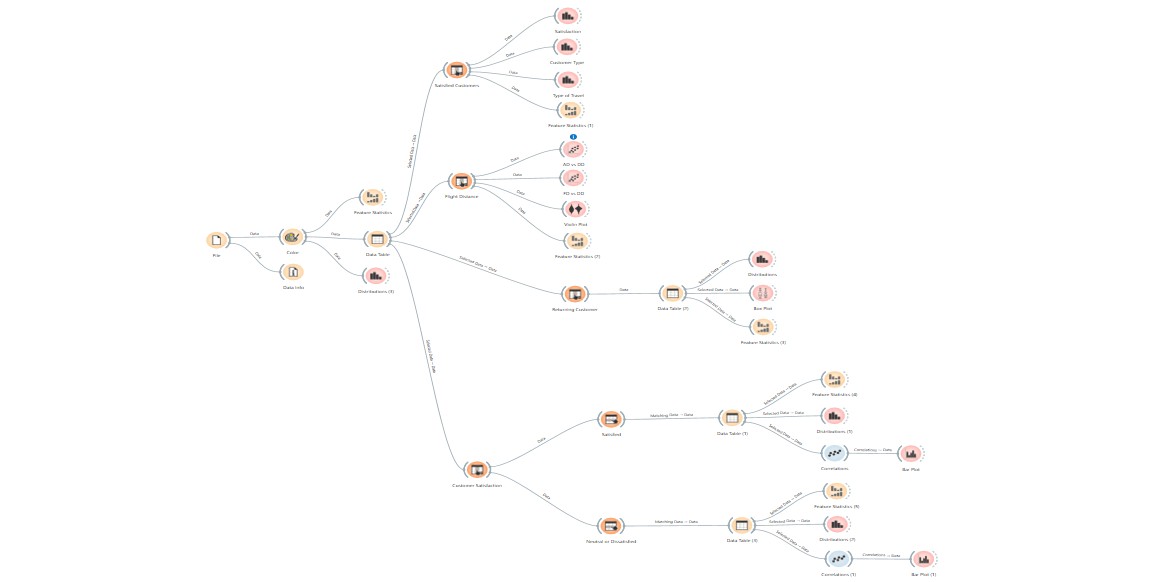 Satisfaction
Data
Customer Type
Data
Satisfied Customers
Data
Type of Travel
Data
Feature Statistics (1)
Selected Data → Data
AD vs DD
Data
Data
FD vs DD
Flight Distance
Data
Violin Plot
Data
Feature Statistics (2)
Selected Data → Data
Feature Statistics
Data
File
Data
Data
Color
Data
Data Table
Data
Data Info
Distributions (3)
Selected Data → Data
Returning Customer
Data
Data Table (2)
Selected Data → Data
Distributions
Selected Data → Data
Box Plot
Selected Data → Data
Feature Statistics (3)
Selected Data → Data
Customer Satisfaction
Data
Satisfied
Matching Data → Data
Data Table (1)
Selected Data → Data
Feature Statistics (4)
Selected Data → Data
Distributions (1)
Selected Data → Data
Correlations
Correlations → Data
Bar Plot
Data
Neutral or Dissatisfied
Matching Data → Data
Data Table (3)
Selected Data → Data
Feature Statistics (5)
Selected Data → Data
Distributions (2)
Selected Data → Data
Correlations (1)
Correlations → Data
Bar Plot (1)